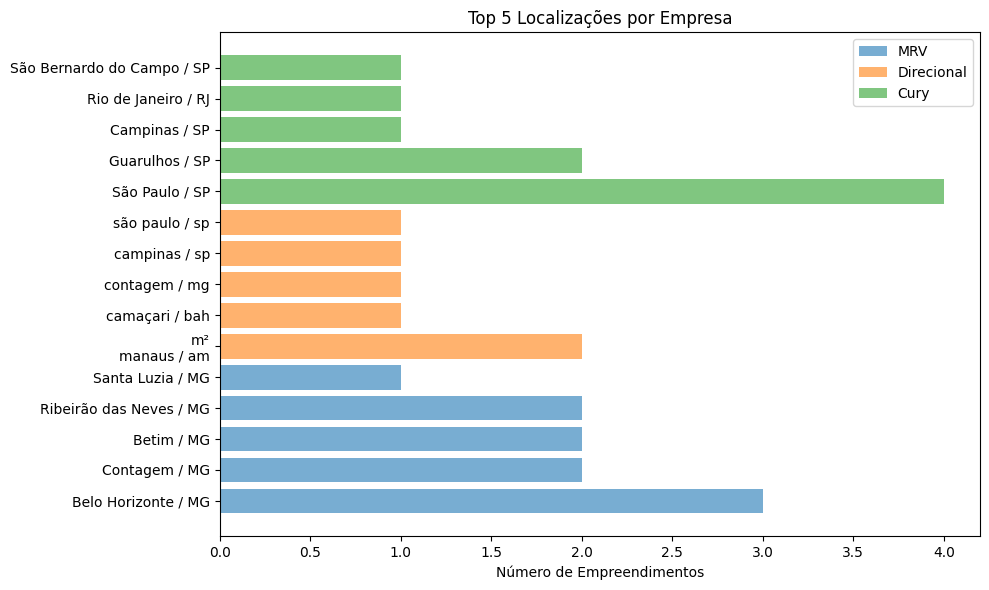 Top 5 Localizações por Empresa
MRV
Direcional
Cury
São Bernardo do Campo / SP
Rio de Janeiro / RJ
Campinas / SP
Guarulhos / SP
São Paulo / SP
são paulo / sp
campinas / sp
contagem / mg
camaçari / bah
m²
manaus / am
Santa Luzia / MG
Ribeirão das Neves / MG
Betim / MG
Contagem / MG
Belo Horizonte / MG
0.0 0.5 1.0 1.5 2.0 2.5 3.0 3.5 4.0
Número de Empreendimentos